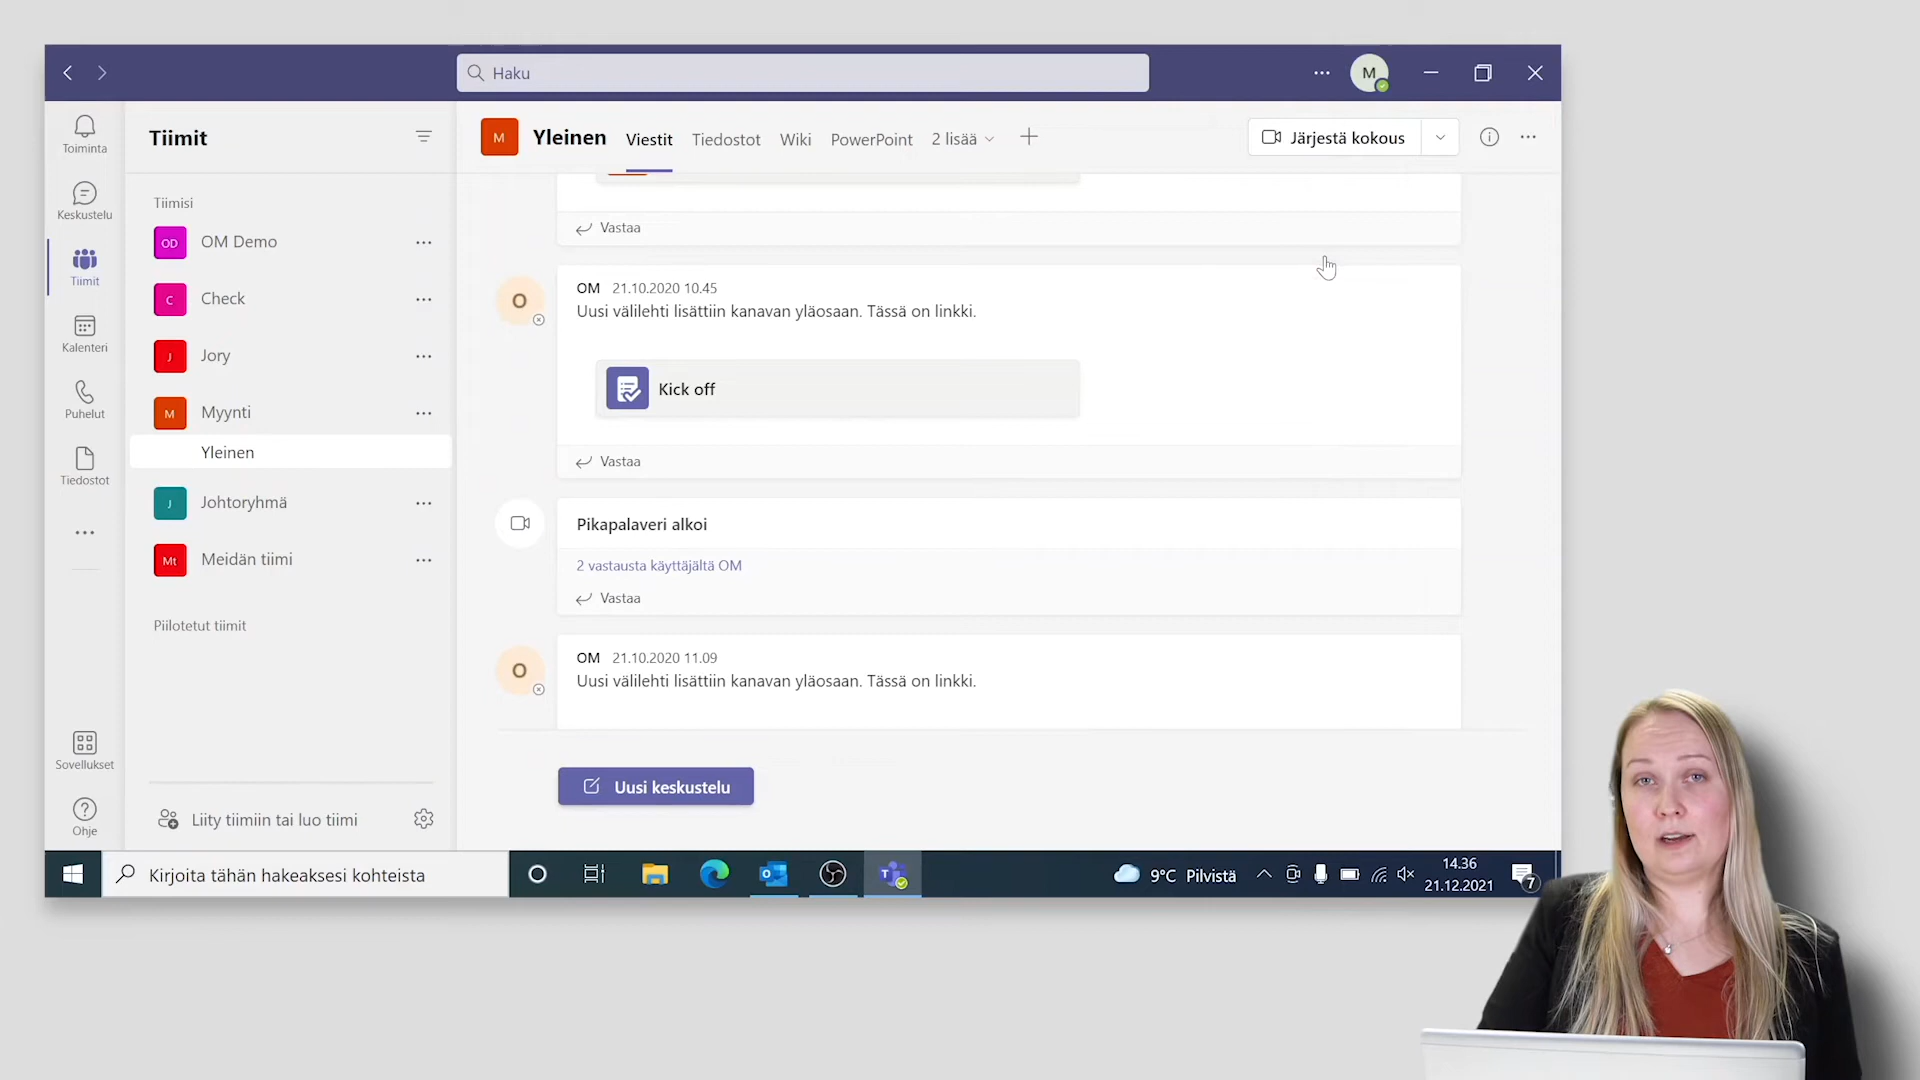 Haku
M
Toiminta
Keskustelu
Tiimit
Kalenteri
Puhelut
Tiedostot
Sovellukset
Ohje
Tiimit
Tiimisi
OD OM Demo
C Check
J Jory
M Myynti
Yleinen
J Johtoryhmä
Mt Meidän tiimi
Piilotetut tiimit
Liity tiimiin tai luo tiimi
M Yleinen Viestit Tiedostot Wiki PowerPoint 2 lisää
Järjestä kokous
Vastaa
O
OM 21.10.2020 10.45
Uusi välilehti lisättiin kanavan yläosaan. Tässä on linkki.
Kick off
Vastaa
Pikapalaveri alkoi
2 vastausta käyttäjältä OM
Vastaa
O
OM 21.10.2020 11.09
Uusi välilehti lisättiin kanavan yläosaan. Tässä on linkki.
Uusi keskustelu
Kirjoita tähän hakeaksesi kohteista
9°C Pilvistä
14.36
21.12.2021
7